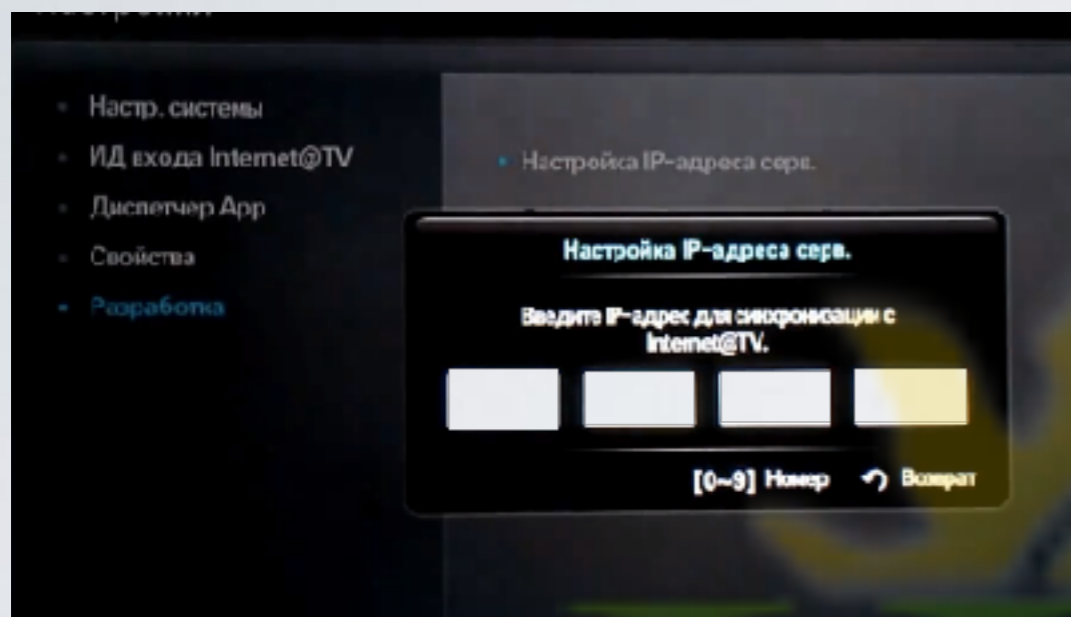 Настройки
Настр. системы
ИД входа Internet@TV
Диспетчер App
Свойства
Разработка
Настройка IP-адреса серв.
Настройка IP-адреса серв.
Введите IP-адрес для синхронизации с
Internet@TV.
[0~9] Номер Возврат